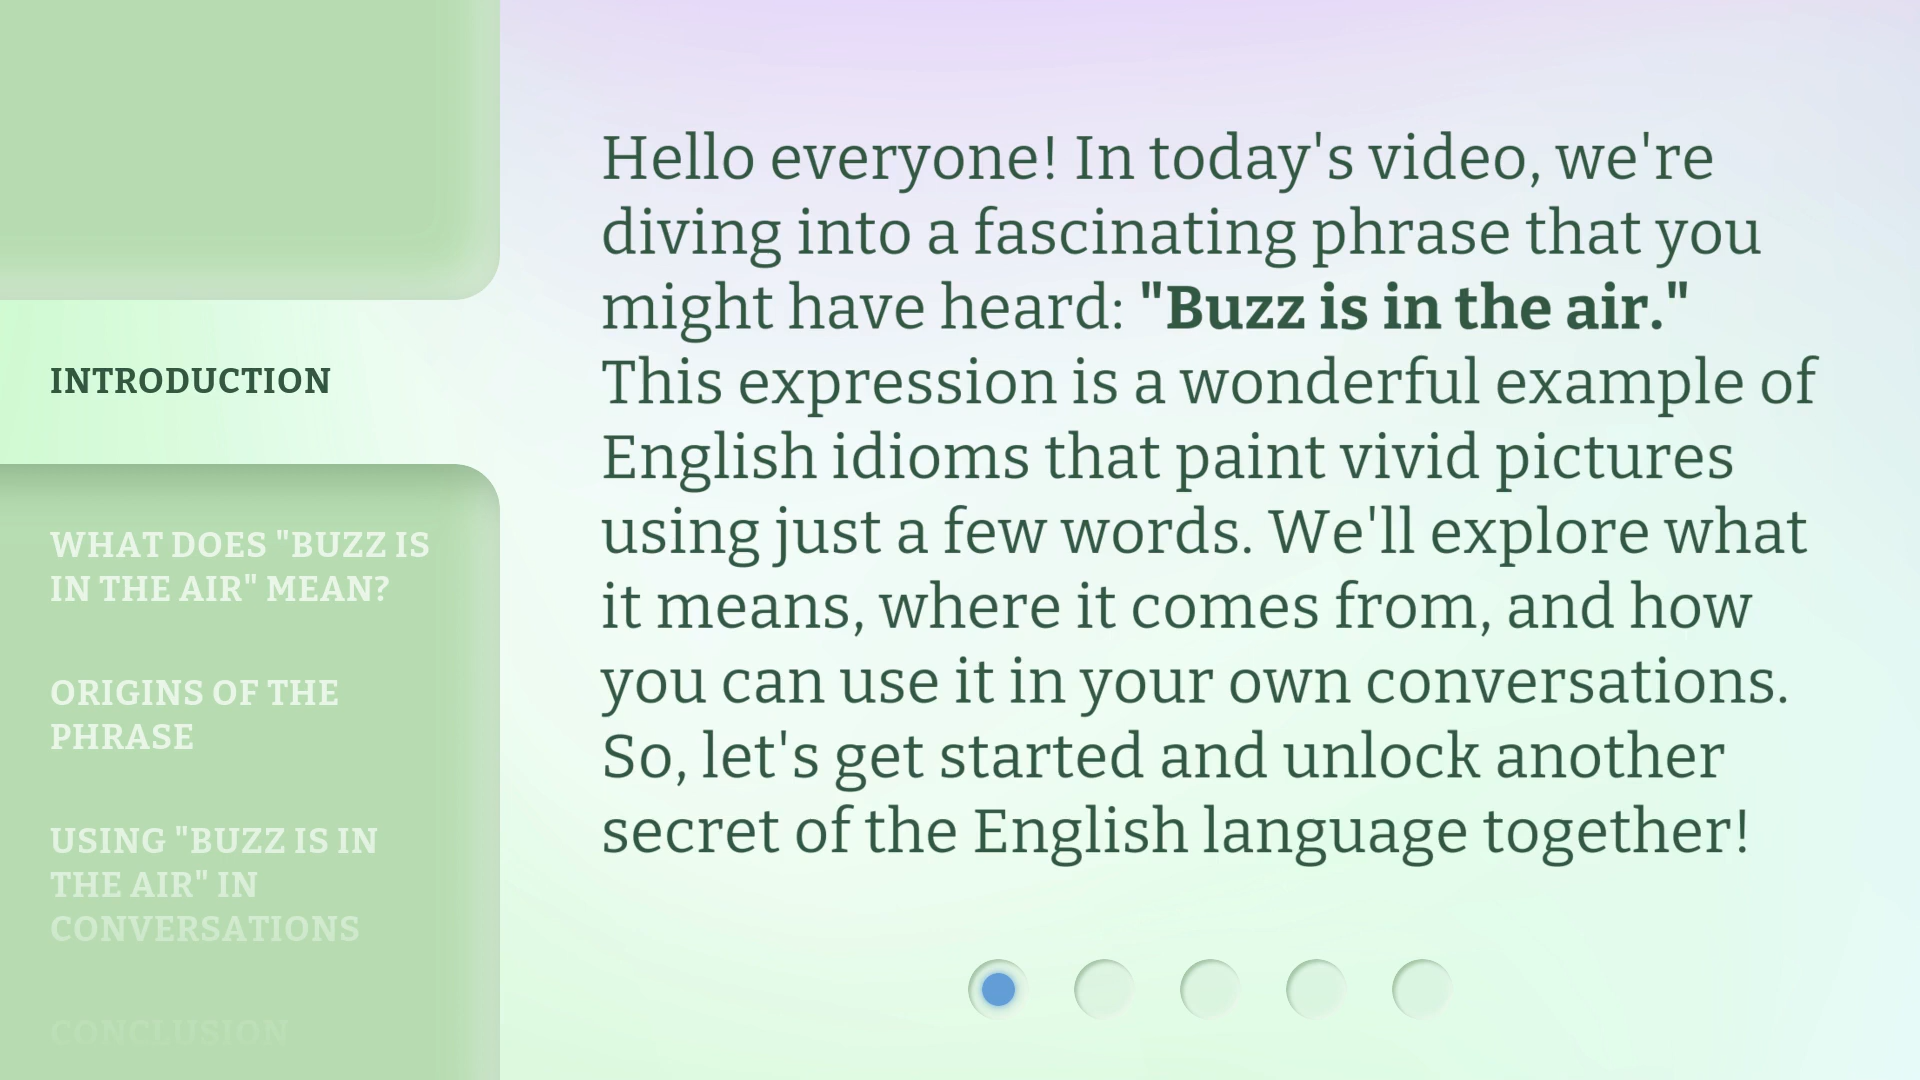 INTRODUCTION
WHAT DOES "BUZZ IS
IN THE AIR" MEAN?
ORIGINS OF THE
PHRASE
USING "BUZZ IS IN
THE AIR" IN
CONVERSATIONS
CONCLUSION
Hello everyone! In today's video, we're
diving into a fascinating phrase that you
might have heard: "Buzz is in the air."
This expression is a wonderful example of
English idioms that paint vivid pictures
using just a few words. We'll explore what
it means, where it comes from, and how
you can use it in your own conversations.
So, let's get started and unlock another
secret of the English language together!